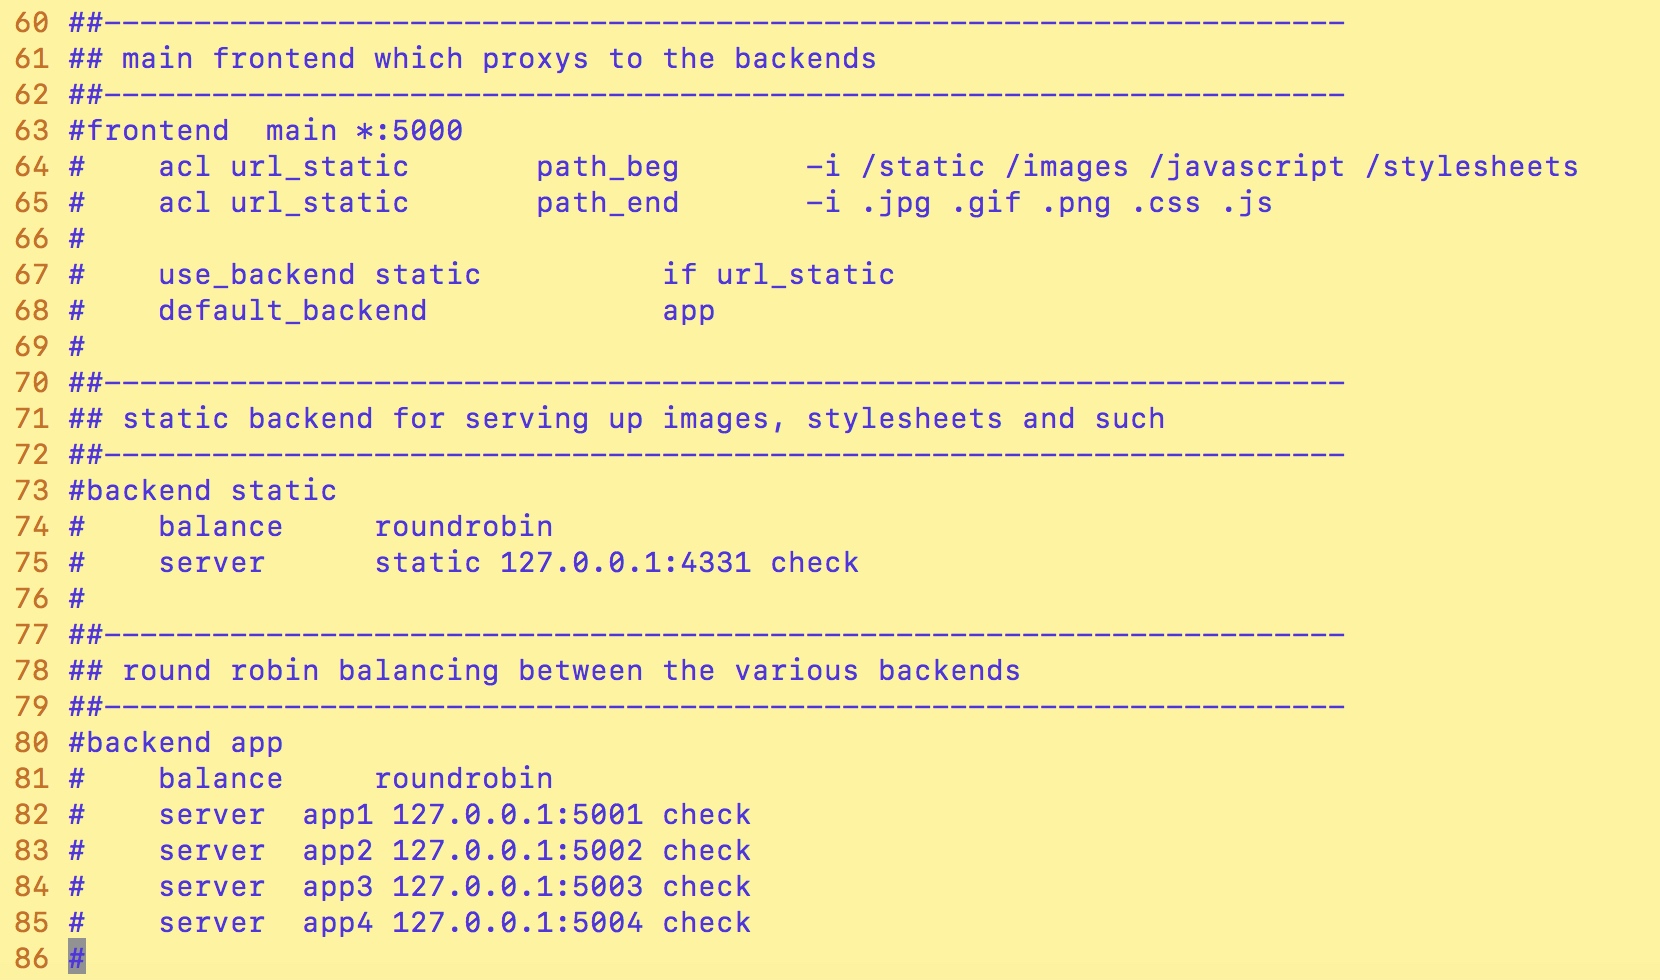 60 ##---------------------------------------------------------------------
61 ## main frontend which proxys to the backends
62 ##---------------------------------------------------------------------
63 #frontend  main *:5000
64 #    acl url_static       path_beg       -i /static /images /javascript /stylesheets
65 #    acl url_static       path_end       -i .jpg .gif .png .css .js
66 #
67 #    use_backend static          if url_static
68 #    default_backend             app
69 #
70 ##---------------------------------------------------------------------
71 ## static backend for serving up images, stylesheets and such
72 ##---------------------------------------------------------------------
73 #backend static
74 #    balance     roundrobin
75 #    server      static 127.0.0.1:4331 check
76 #
77 ##---------------------------------------------------------------------
78 ## round robin balancing between the various backends
79 ##---------------------------------------------------------------------
80 #backend app
81 #    balance     roundrobin
82 #    server  app1 127.0.0.1:5001 check
83 #    server  app2 127.0.0.1:5002 check
84 #    server  app3 127.0.0.1:5003 check
85 #    server  app4 127.0.0.1:5004 check
86 #